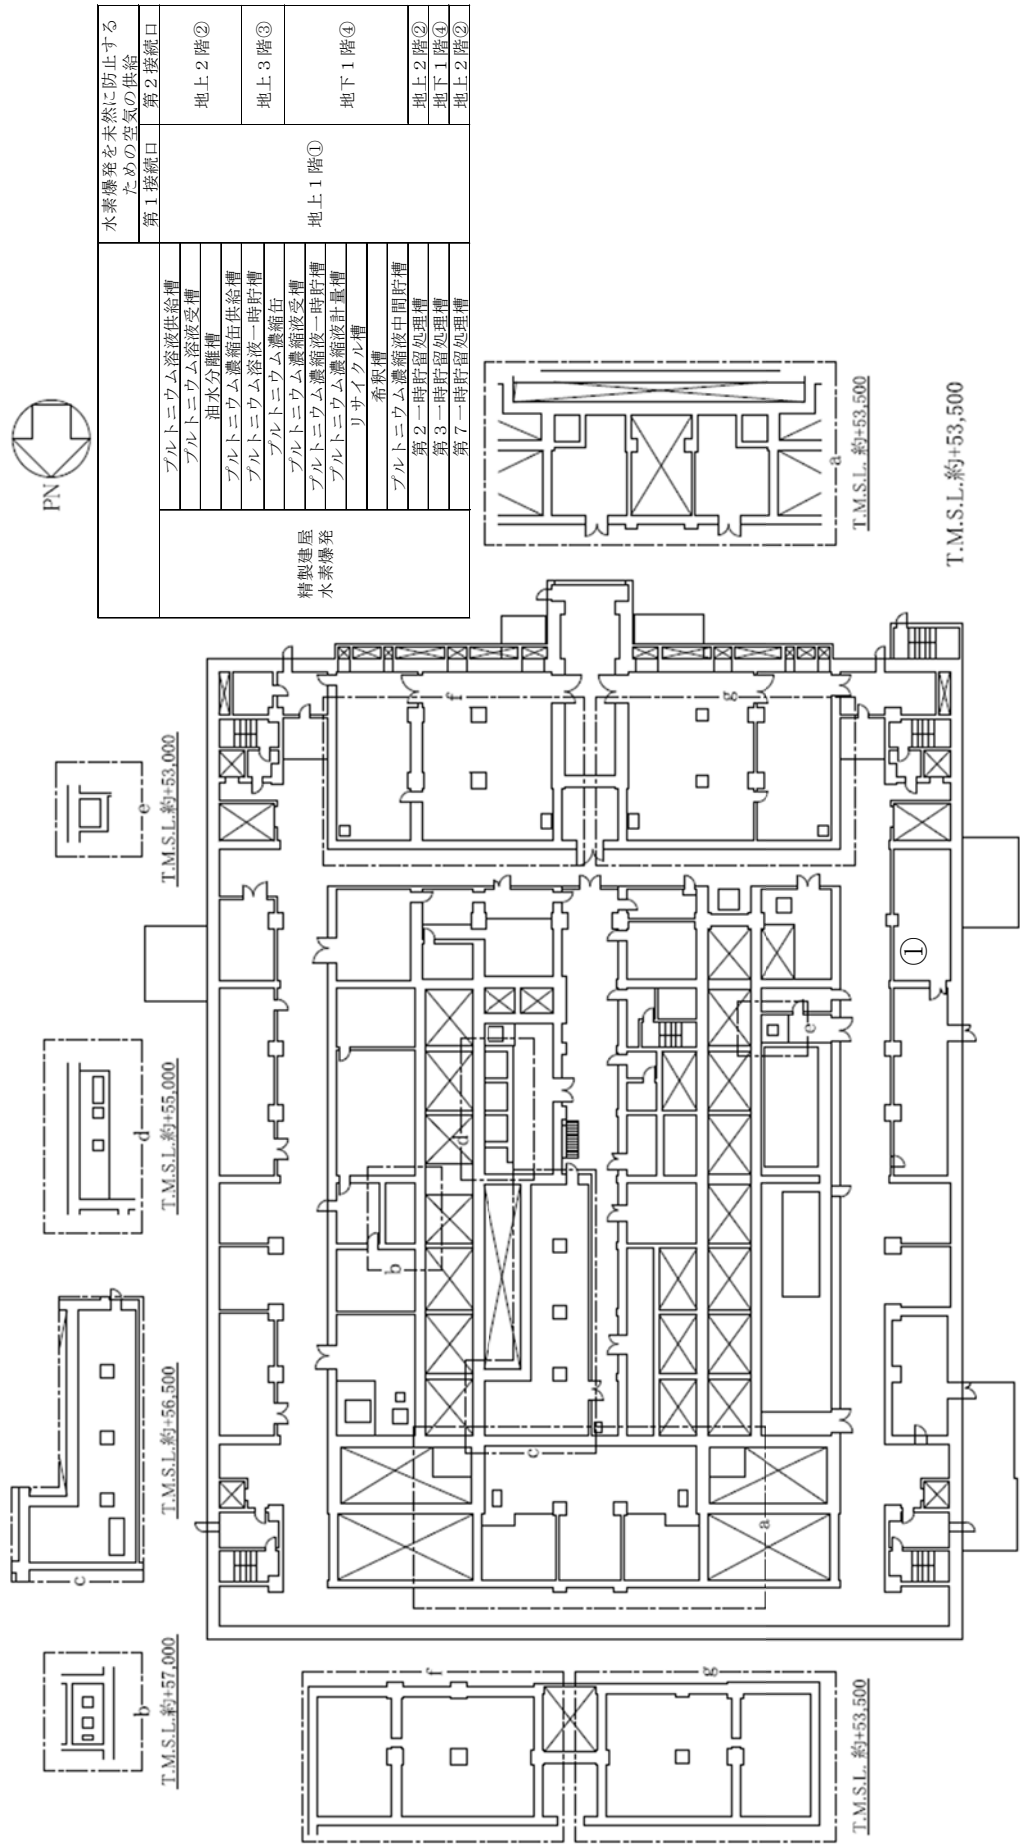 PN
b
T.M.S.L.約+57,000
c
T.M.S.L.約+56,500
d
T.M.S.L.約+55,000
e
T.M.S.L.約+53,000
水素爆発を未然に防止する
ための空気の供給
第1接続口
第2接続口
精製建屋
水素爆発
プルトニウム溶液供給槽
プルトニウム溶液受槽
油水分離槽
プルトニウム濃縮缶供給槽
プルトニウム溶液一時貯槽
プルトニウム濃縮缶
プルトニウム濃縮液受槽
プルトニウム濃縮液一時貯槽
プルトニウム濃縮液計量槽
リサイクル槽
希釈槽
プルトニウム濃縮液中間貯槽
第2一時貯留処理槽
第3一時貯留処理槽
第7一時貯留処理槽
地上1階①
地上2階②
地上3階③
地下1階④
地上2階②
地下1階④
地上2階②
b
d
f
c
a
e
g
①
f
g
T.M.S.L. 約+53,500
a
T.M.S.L. 約+53,500
T.M.S.L.約+53,500